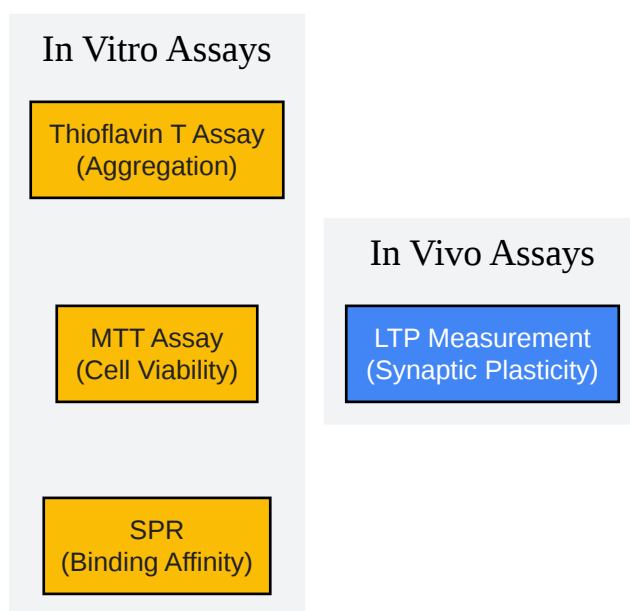 In Vitro Assays
Thioflavin T Assay
(Aggregation)
MTT Assay
(Cell Viability)
SPR
(Binding Affinity)
In Vivo Assays
LTP Measurement
(Synaptic Plasticity)